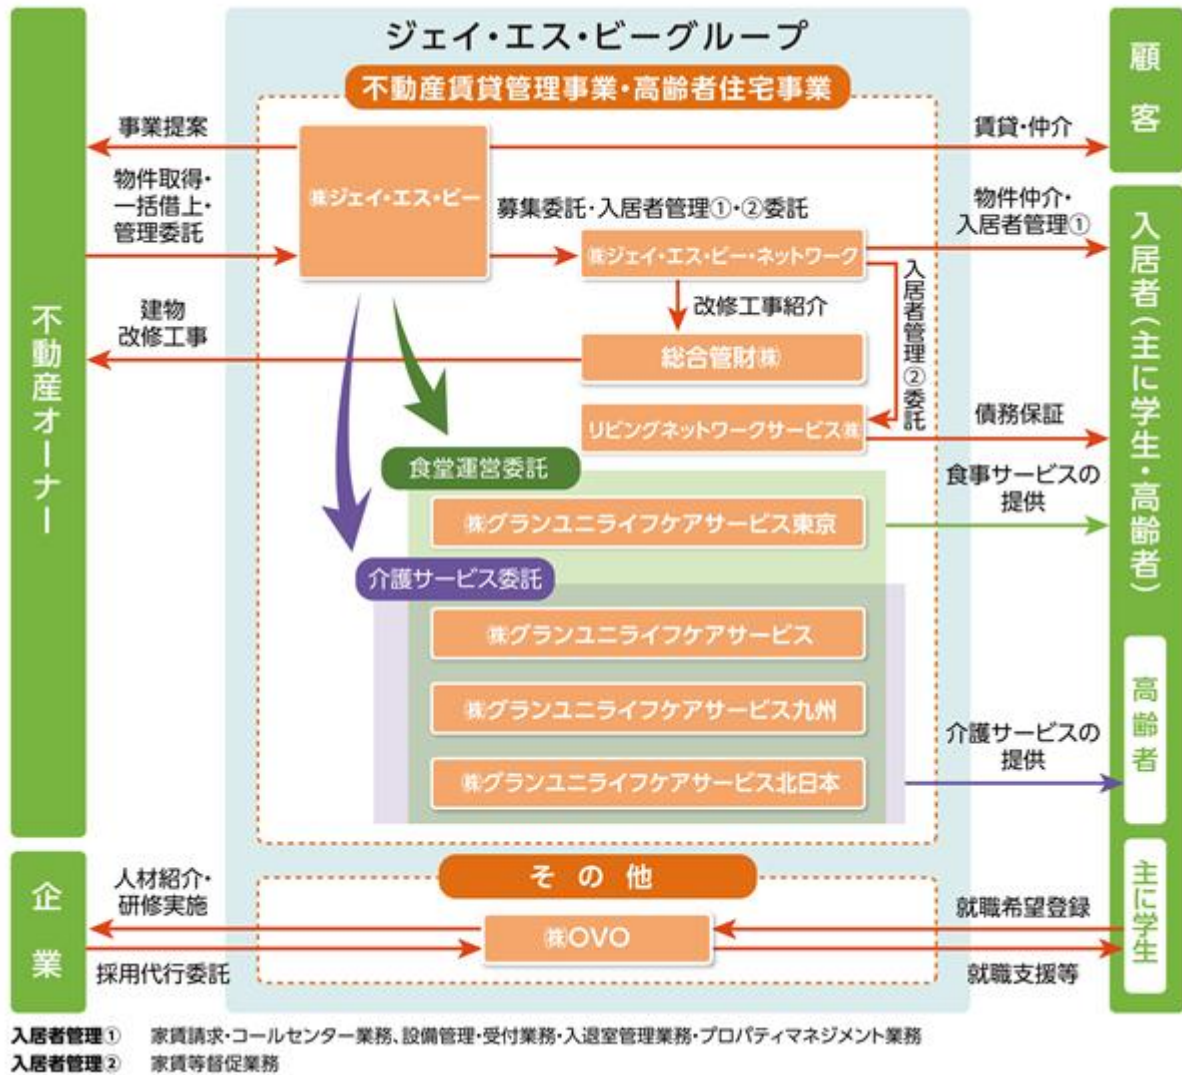 ジェイ・エス・ビーグループ
不動産賃貸管理事業・高齢者住宅事業
顧客
事業提案
賃貸・仲介
物件取得・
一括借上・
管理委託
㈱ジェイ・エス・ビー
募集委託・入居者管理①・②委託
物件仲介・
入居者管理①
㈱ジェイ・エス・ビー・ネットワーク
入居者管理②委託
改修工事紹介
建物
改修工事
総合管財㈱
不動産オーナー
入居者(主に学生・高齢者)
リビングネットワークサービス㈱
債務保証
食堂運営委託
食事サービスの
提供
㈱グランユニライフケアサービス東京
介護サービス委託
㈱グランユニライフケアサービス
㈱グランユニライフケアサービス九州
高齢者
介護サービスの
提供
㈱グランユニライフケアサービス北日本
その他
企業
人材紹介・
研修実施
㈱OVO
就職希望登録
主に学生
採用代行委託
就職支援等
入居者管理① 家賃請求・コールセンター業務、設備管理・受付業務・入退室管理業務・プロパティマネジメント業務
入居者管理② 家賃等督促業務